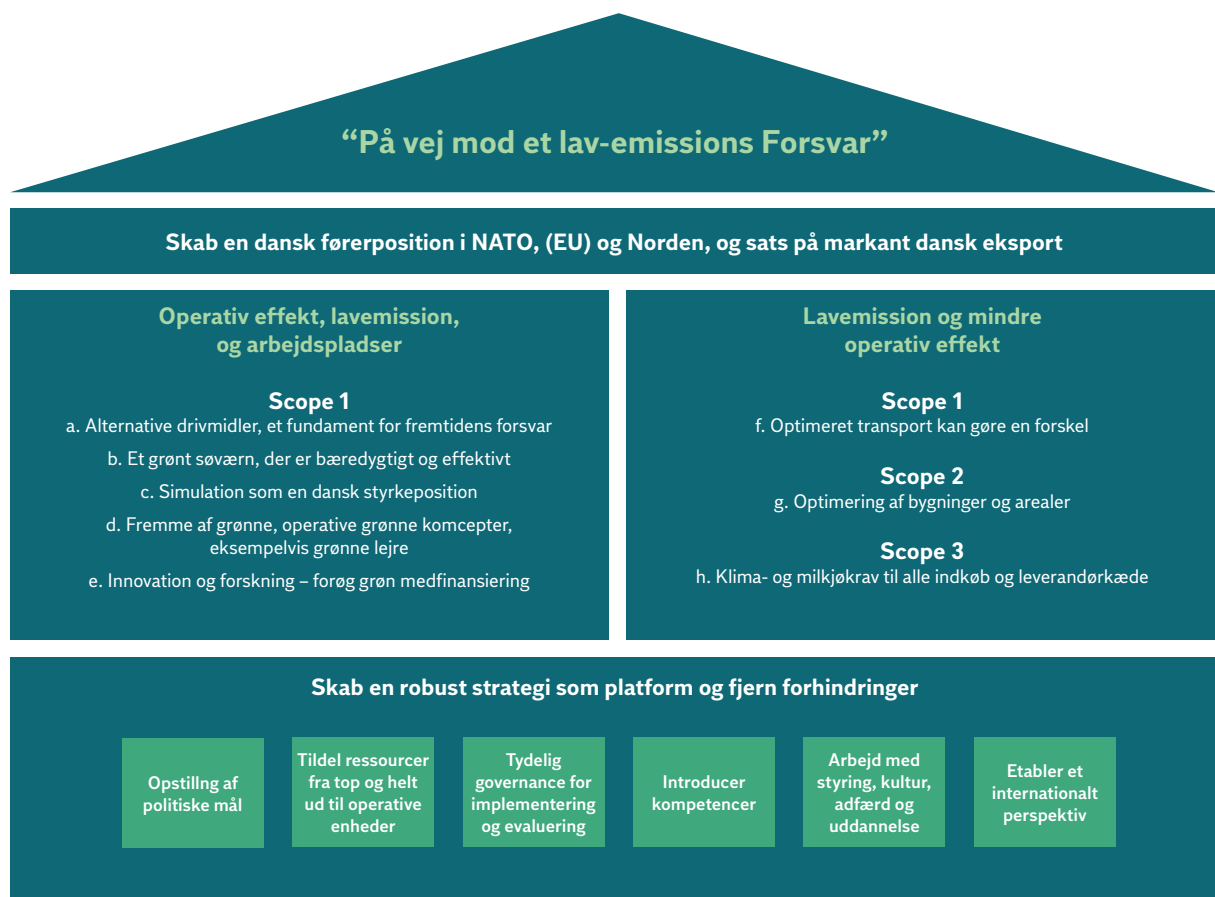 “På vej mod et lav-emissions Forsvar”
Skab en dansk førerposition i NATO, (EU) og Norden, og sats på markant dansk eksport
Operativ effekt, lavemission,
og arbejdspladser
Scope 1
a. Alternative drivmidler, et fundament for fremtidens forsvar
b. Et grønt søværn, der er bæredygtigt og effektivt
c. Simulation som en dansk styrkeposition
d. Fremme af grønne, operative grønne komcepter,
eksempelvis grønne lejre
e. Innovation og forskning – forøg grøn medfinansiering
Lavemission og mindre
operativ effekt
Scope 1
f. Optimeret transport kan gøre en forskel
Scope 2
g. Optimering af bygninger og arealer
Scope 3
h. Klima- og milkjøkrav til alle indkøb og leverandørkæde
Skab en robust strategi som platform og fjern forhindringer
Opstillng af
politiske mål
Tildel ressourcer
fra top og helt
ud til operative
enheder
Tydelig
governance for
implementering
og evaluering
Introducer
kompetencer
Arbejd med
styring, kultur,
adfærd og
uddannelse
Etabler et
internationalt
perspektiv